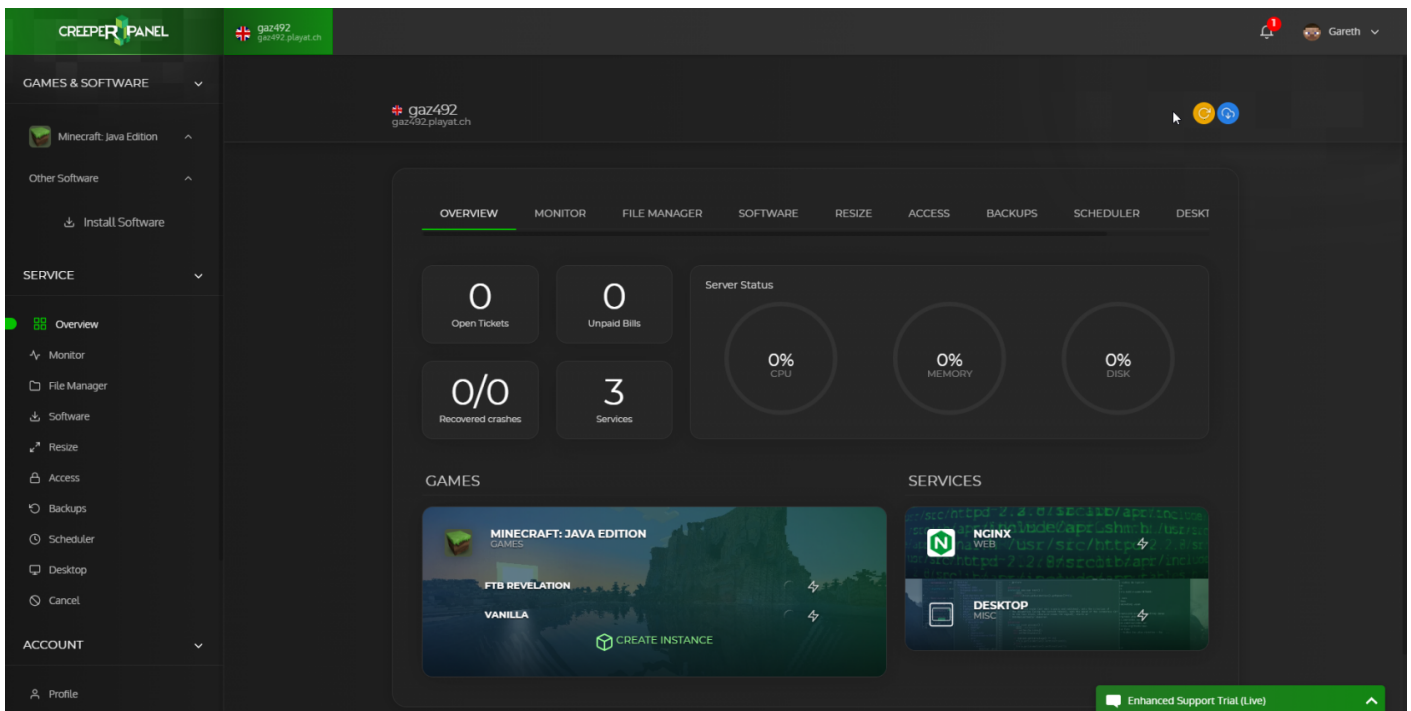 CREEPER PANEL
gaz492
gaz492.playat.ch
1
Gareth
GAMES & SOFTWARE
Minecraft: Java Edition
Other Software
Install Software
SERVICE
Overview
Monitor
File Manager
Software
Resize
Access
Backups
Scheduler
Desktop
Cancel
ACCOUNT
Profile
gaz492
gaz492.playat.ch
OVERVIEW MONITOR FILE MANAGER SOFTWARE RESIZE ACCESS BACKUPS SCHEDULER DESKT
0
Open Tickets
0
Unpaid Bills
0/0
Recovered crashes
3
Services
Server Status
0%
CPU
0%
MEMORY
0%
DISK
GAMES
MINECRAFT: JAVA EDITION
GAMES
FTB REVELATION
VANILLA
CREATE INSTANCE
SERVICES
NGINX
WEB
DESKTOP
MISC
Enhanced Support Trial (Live)